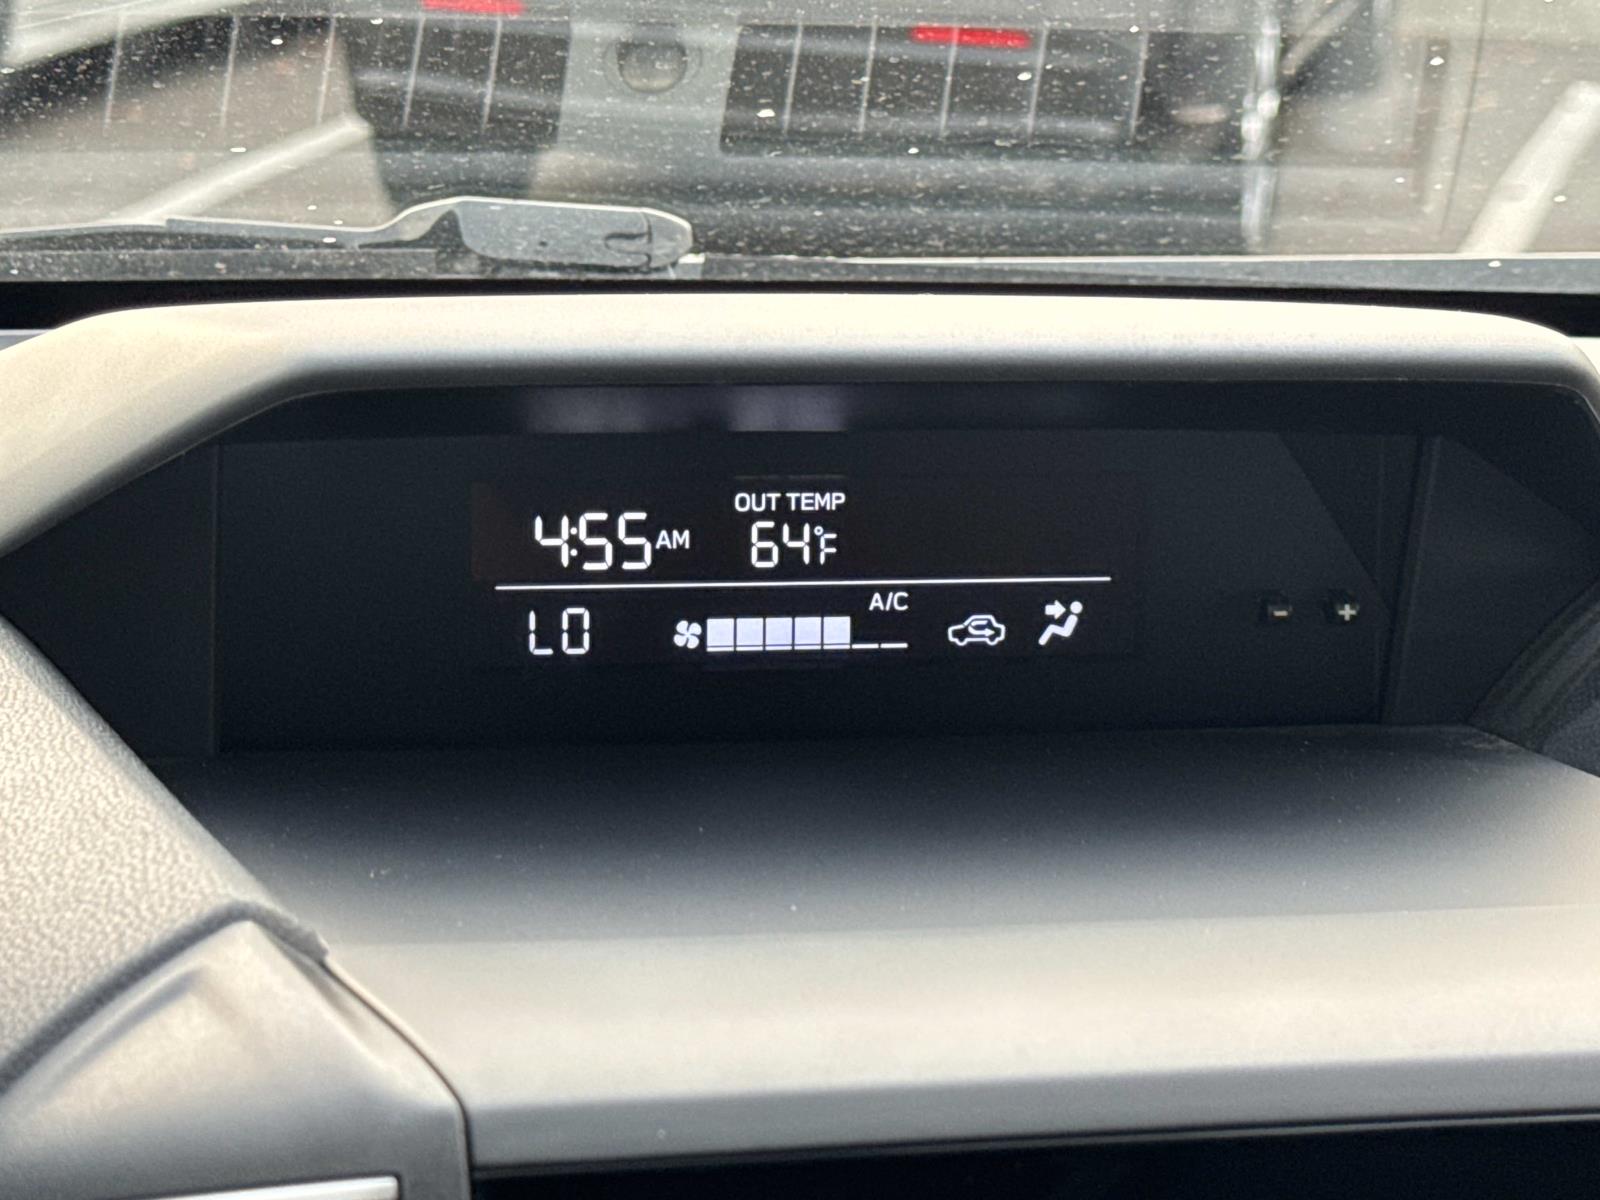 OUT TEMP
4:55AM 64°F
A/C
LO
- +